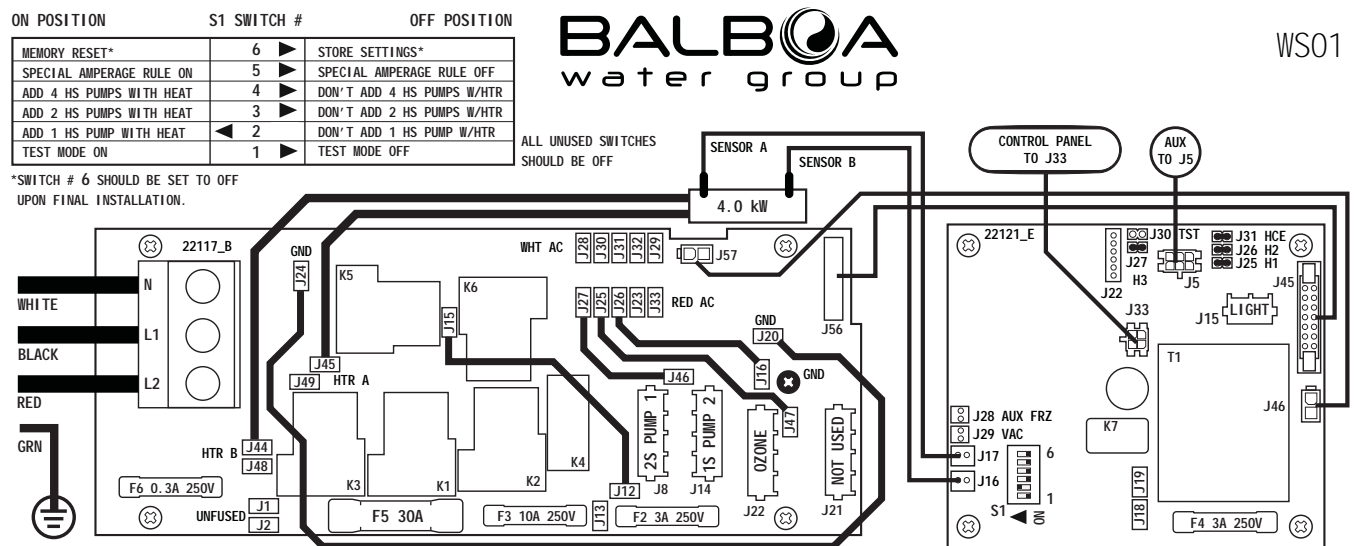 ON POSITION S1 SWITCH # OFF POSITION
MEMORY RESET* 6 STORE SETTINGS*
SPECIAL AMPERAGE RULE ON 5 SPECIAL AMPERAGE RULE OFF
ADD 4 HS PUMPS WITH HEAT 4 DON'T ADD 4 HS PUMPS W/HTR
ADD 2 HS PUMPS WITH HEAT 3 DON'T ADD 2 HS PUMPS W/HTR
ADD 1 HS PUMP WITH HEAT 2 DON'T ADD 1 HS PUMP W/HTR
TEST MODE ON 1 TEST MODE OFF
*SWITCH # 6 SHOULD BE SET TO OFF
UPON FINAL INSTALLATION.
ALL UNUSED SWITCHES
SHOULD BE OFF
BALBOA
water group
WSO1
SENSOR A
SENSOR B
4.0 kW
CONTROL PANEL
TO J33
AUX
TO J5
22117_B
N
L1
L2
WHITE
BLACK
RED
GRN
GND
J24
K5
K6
J15
J45
J49
HTR A
HTR B
J44
J48
K3
K1
K2
K4
F6 0.3A 250V
UNFUSED
J1
J2
F5 30A
F3 10A 250V
J13
J12
F2 3A 250V
WHT AC
J28
J30
J31
J32
J29
J57
J27
J25
J26
J23
J33
RED AC
GND
J20
J56
J16
GND
J46
J47
2S PUMP 1
J8
1S PUMP 2
J14
OZONE
J22
NOT USED
J21
22121_E
J30 TST
J27
H3
J22
J5
J31 HCE
J26 H2
J25 H1
J45
J33
J15
LIGHT
T1
J46
K7
J28 AUX FRZ
J29 VAC
J17
J16
6
1
S1
ON
J19
J18
F4 3A 250V